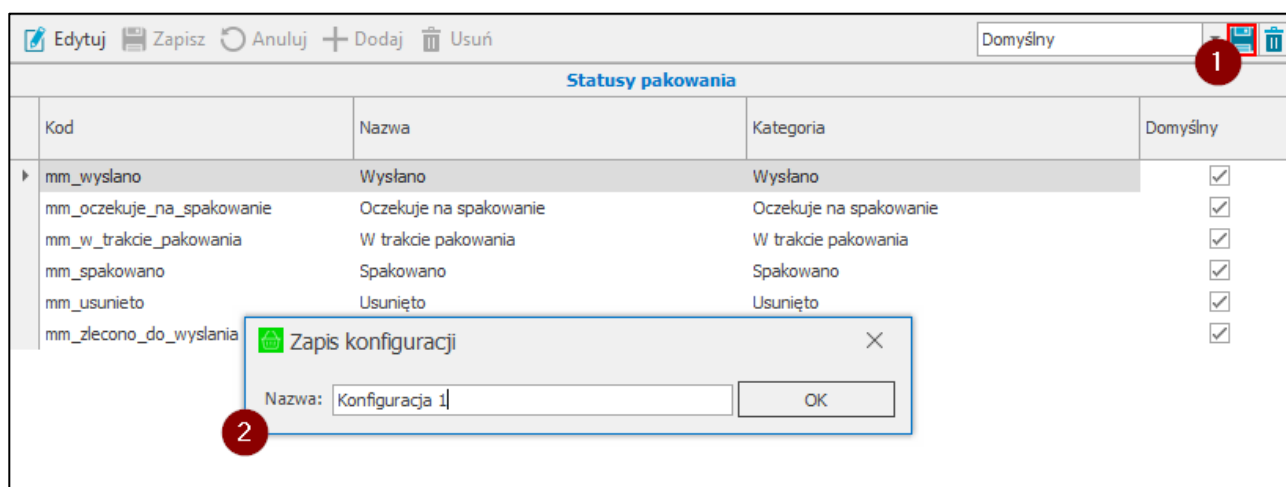 Edytuj Zapisz Anuluj Dodaj Usuń Domyślny
1
Statusy pakowania
Kod Nazwa Kategoria Domyślny
mm_wyslano Wysłano Wysłano
mm_oczekuje_na_spakowanie Oczekuje na spakowanie Oczekuje na spakowanie
mm_w_trakcie_pakowania W trakcie pakowania W trakcie pakowania
mm_spakowano Spakowano Spakowano
mm_usunieto Usunięto Usunięto
mm_zlecono_do_wyslania
Zapis konfiguracji
Nazwa: Konfiguracja 1 OK
2